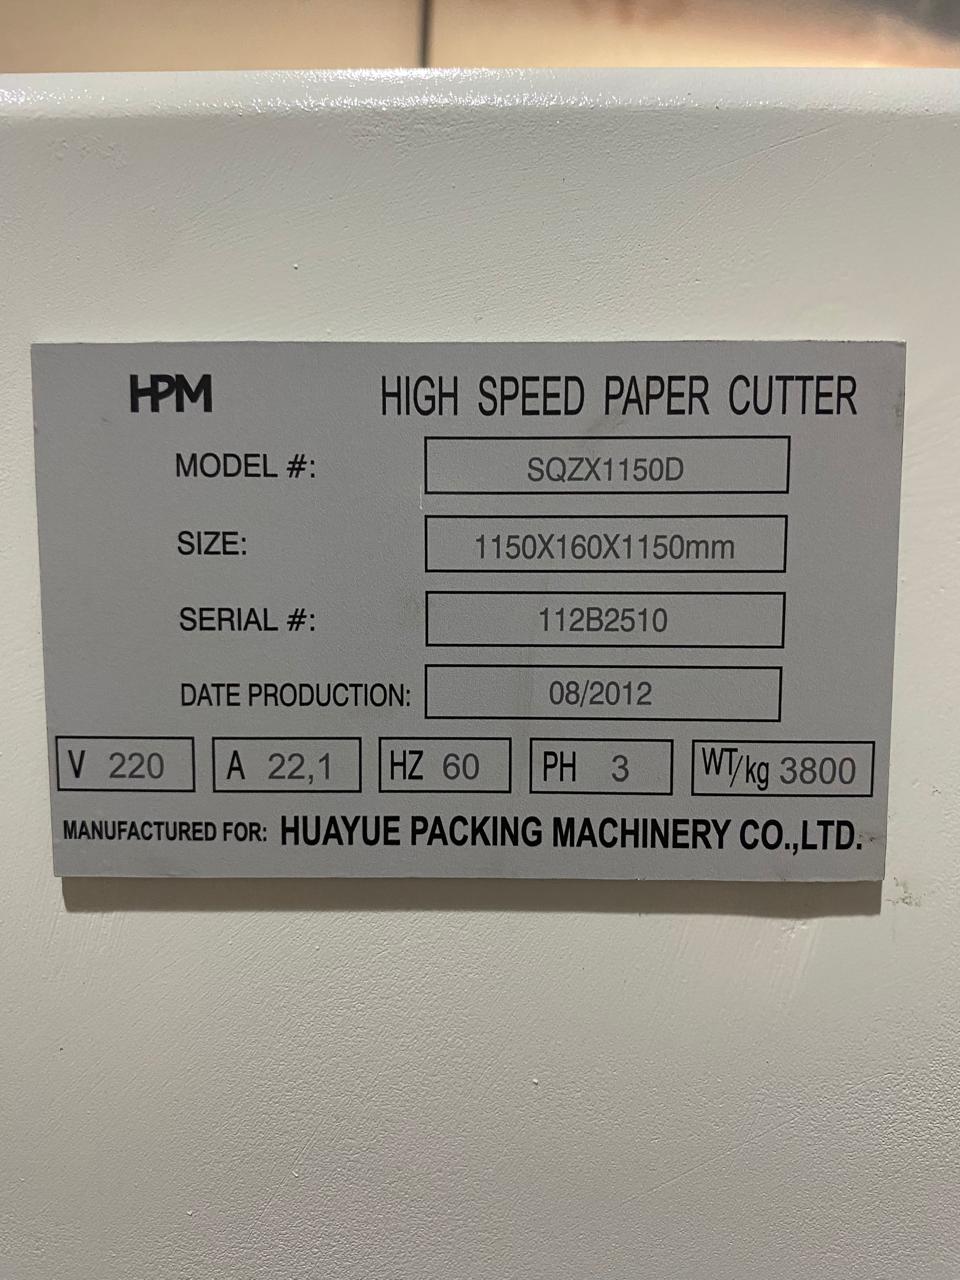 HPM HIGH SPEED PAPER CUTTER
MODEL #: SQZX1150D
SIZE: 1150X160X1150mm
SERIAL #: 112B2510
DATE PRODUCTION: 08/2012
V 220 A 22,1 HZ 60 PH 3 WT/kg 3800
MANUFACTURED FOR: HUAYUE PACKING MACHINERY CO.,LTD.